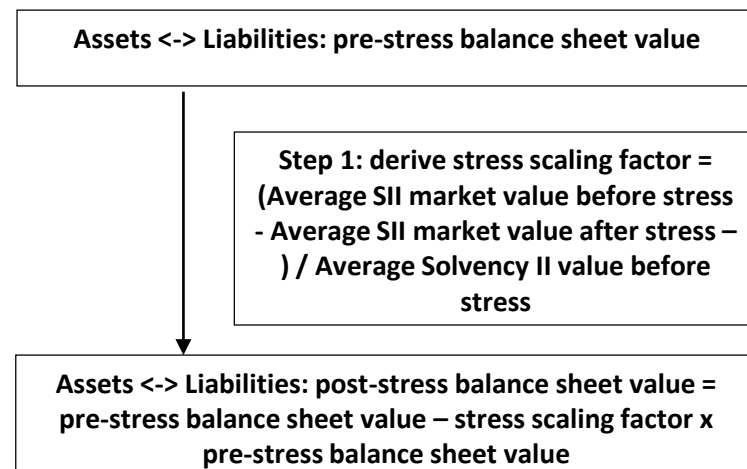 Assets <-> Liabilities: pre-stress balance sheet value
Step 1: derive stress scaling factor =
(Average SII market value before stress
- Average SII market value after stress –
) / Average Solvency II value before
stress
Assets <-> Liabilities: post-stress balance sheet value =
pre-stress balance sheet value – stress scaling factor x
pre-stress balance sheet value